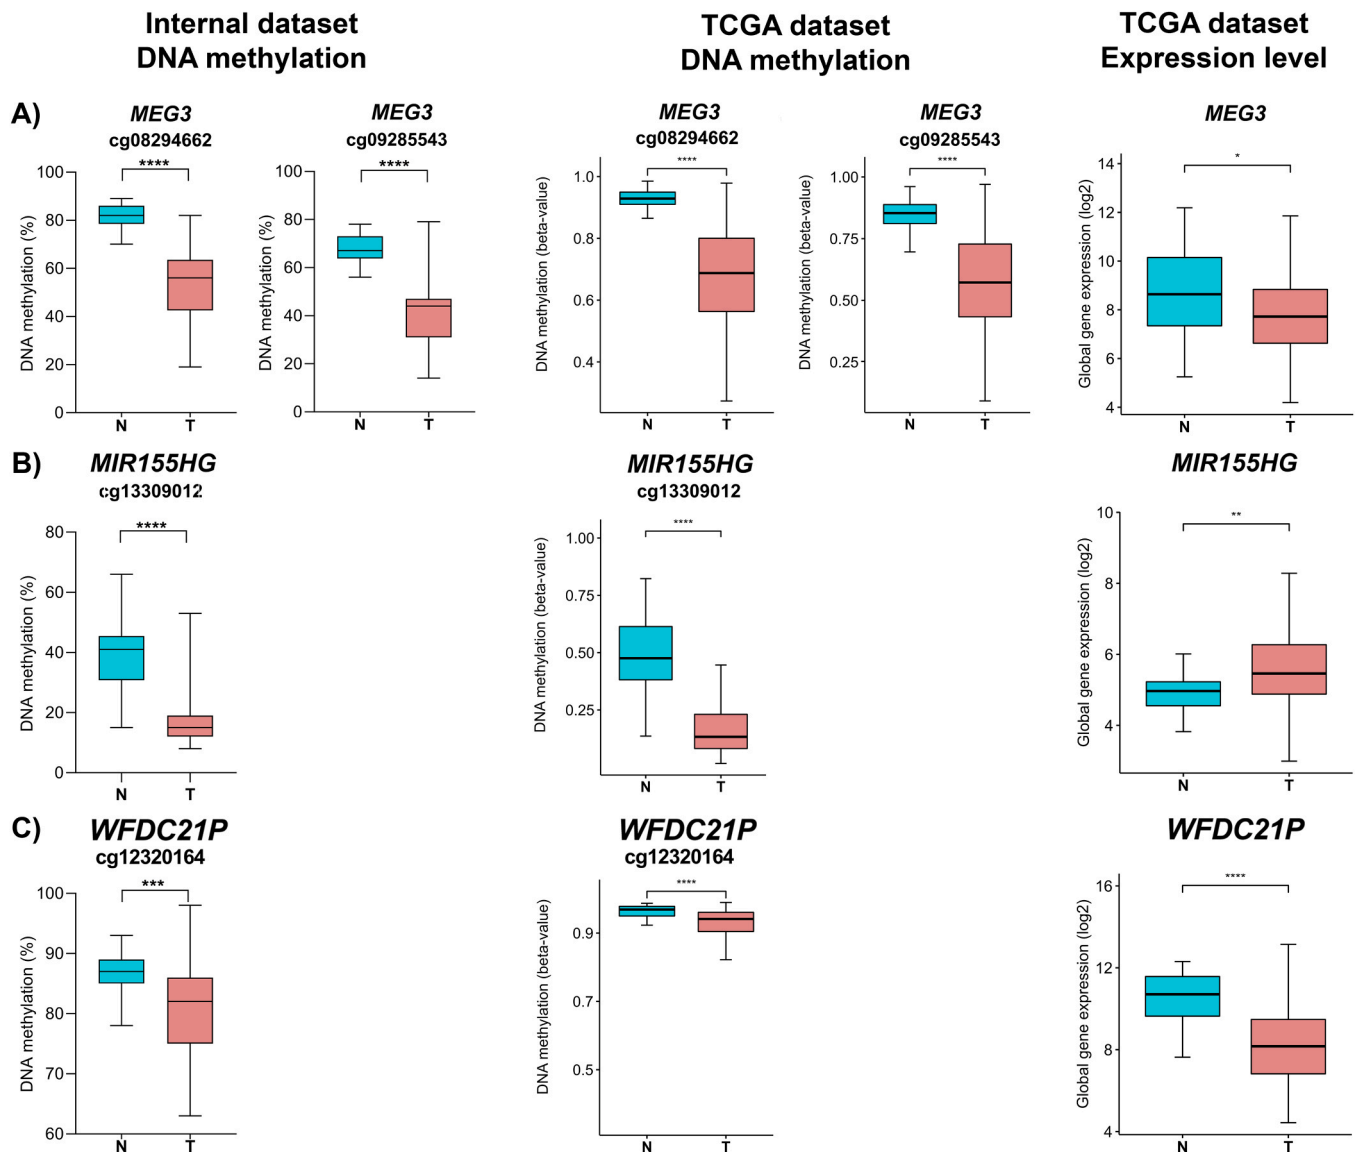 Internal dataset
DNA methylation
TCGA dataset
DNA methylation
TCGA dataset
Expression level
A)
MEG3
cg08294662
****
DNA methylation (%)
100
80
60
40
20
0
N T
MEG3
cg09285543
****
DNA methylation (%)
100
80
60
40
20
0
N T
MEG3
cg08294662
****
DNA methylation (beta-value)
1.0
0.8
0.6
0.4
N T
MEG3
cg09285543
****
DNA methylation (beta-value)
1.00
0.75
0.50
0.25
N T
MEG3
*
Global gene expression (log2)
14
12
10
8
6
4
N T
B)
MIR155HG
cg13309012
****
DNA methylation (%)
80
60
40
20
0
N T
MIR155HG
cg13309012
****
DNA methylation (beta-value)
1.00
0.75
0.50
0.25
N T
MIR155HG
**
Global gene expression (log2)
10
8
6
4
N T
C)
WFDC21P
cg12320164
***
DNA methylation (%)
100
90
80
70
60
N T
WFDC21P
cg12320164
****
DNA methylation (beta-value)
0.9
0.7
0.5
N T
WFDC21P
****
Global gene expression (log2)
16
12
8
4
N T